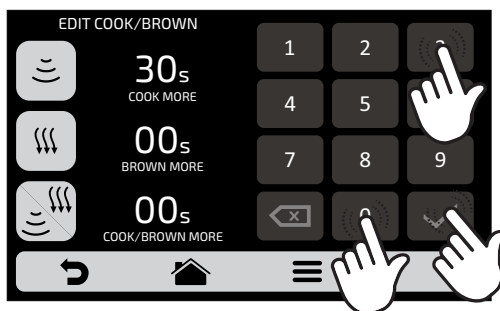 EDIT COOK/BROWN
30s
COOK MORE
00s
BROWN MORE
00s
COOK/BROWN MORE
1 2
4 5
7 8 9
X